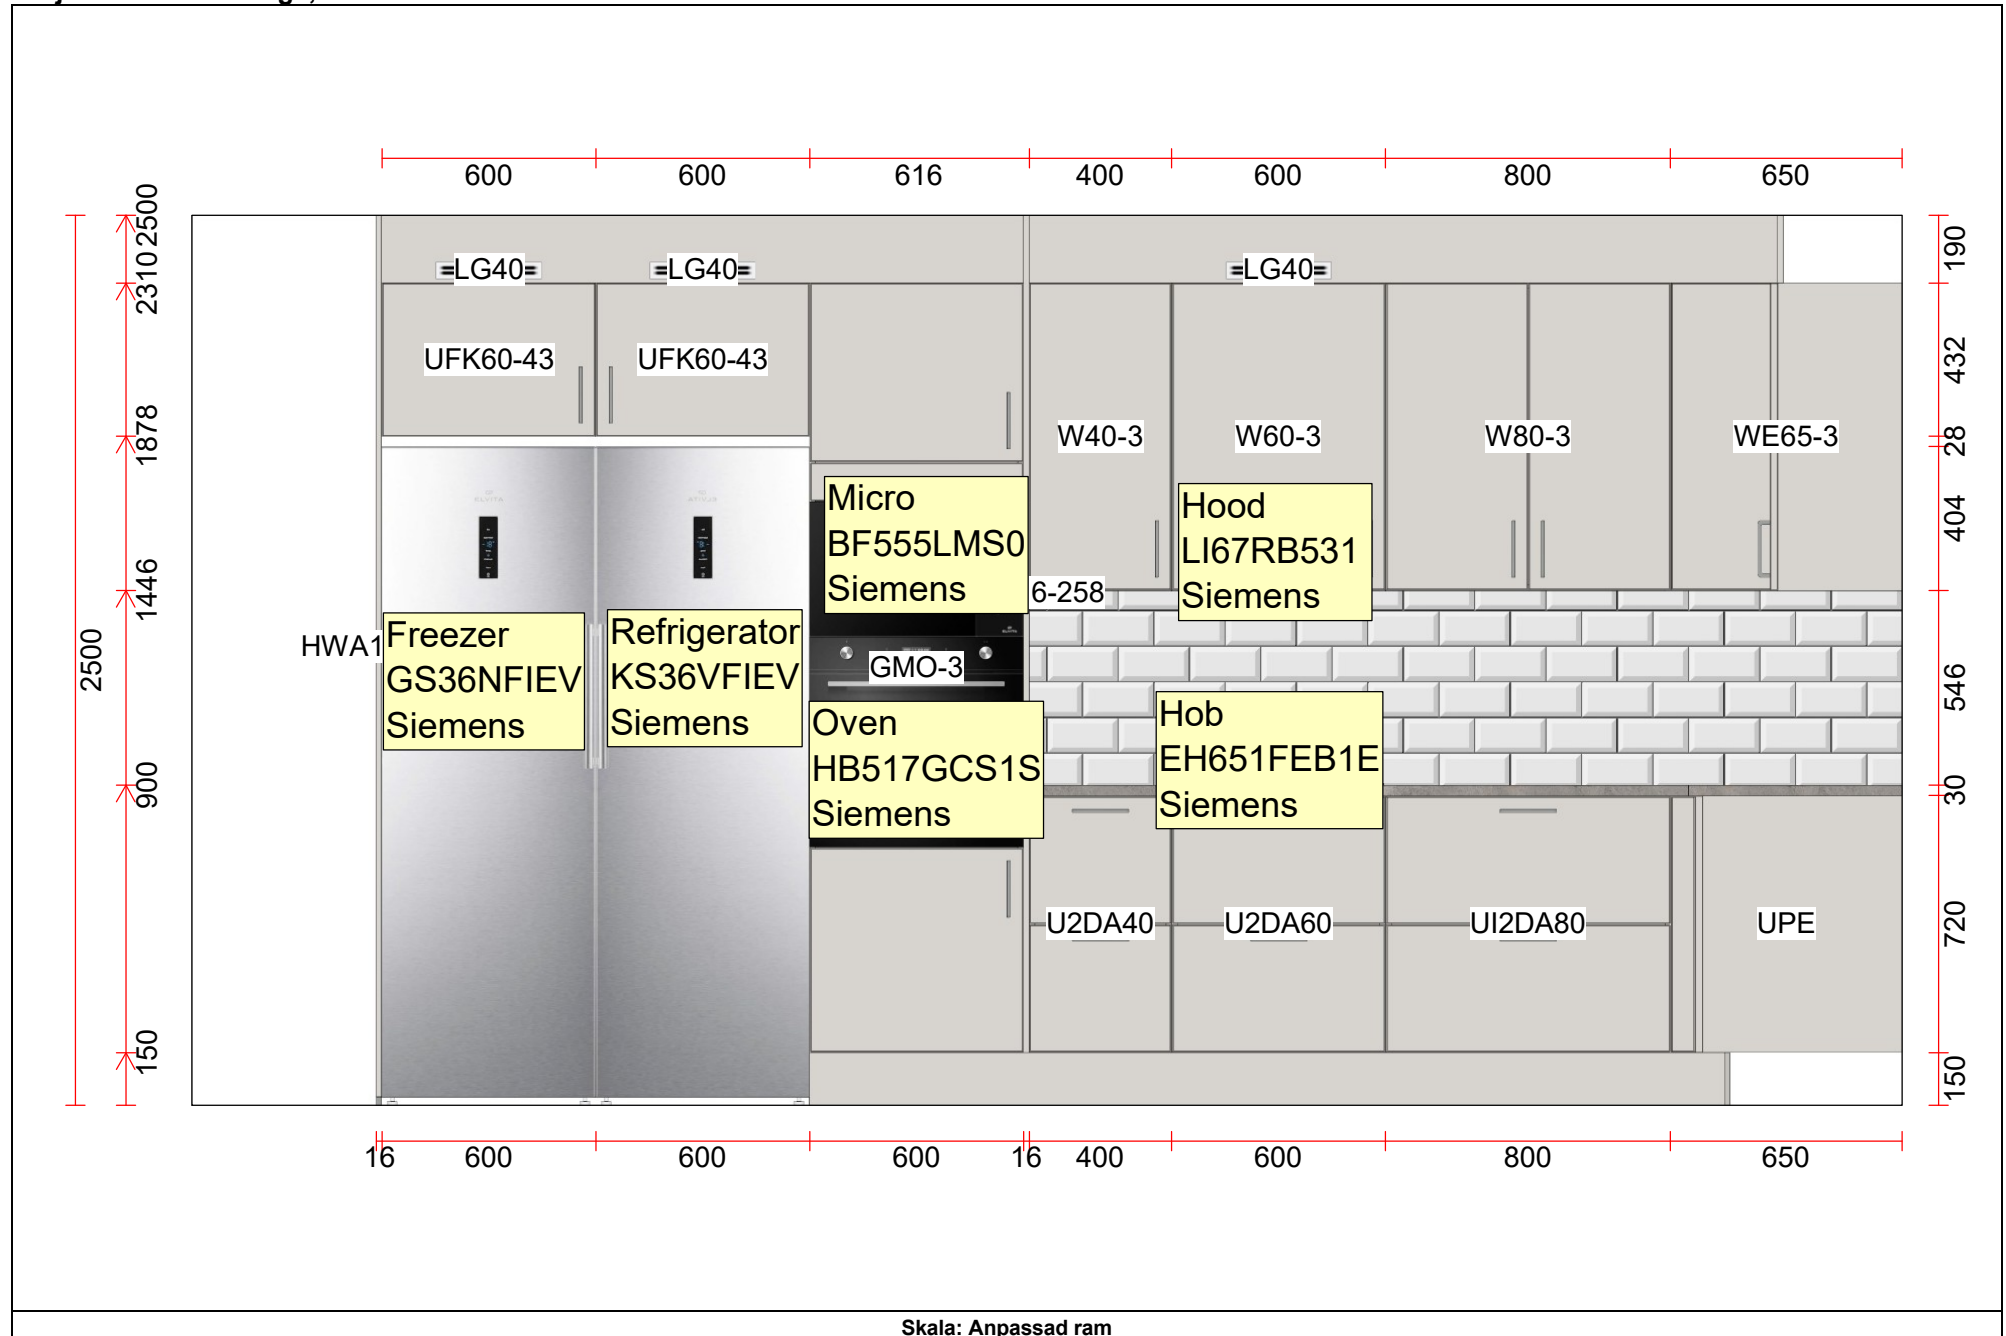 600 600 616 400 600 800 650
2500
2310
1878
1446
900
150
2500
190
432
28
404
546
30
720
150
LG40 LG40 LG40
UFK60-43 UFK60-43
W40-3 W60-3 W80-3 WE65-3
Micro
BF555LMS0
Siemens
Hood
LI67RB531
Siemens
6-258
HWA1
Freezer
GS36NFIEV
Siemens
Refrigerator
KS36VFIEV
Siemens
GMO-3
Oven
HB517GCS1S
Siemens
Hob
EH651FEB1E
Siemens
U2DA40 U2DA60 UI2DA80 UPE
16 600 600 600 16 400 600 800 650
Skala: Anpassad ram